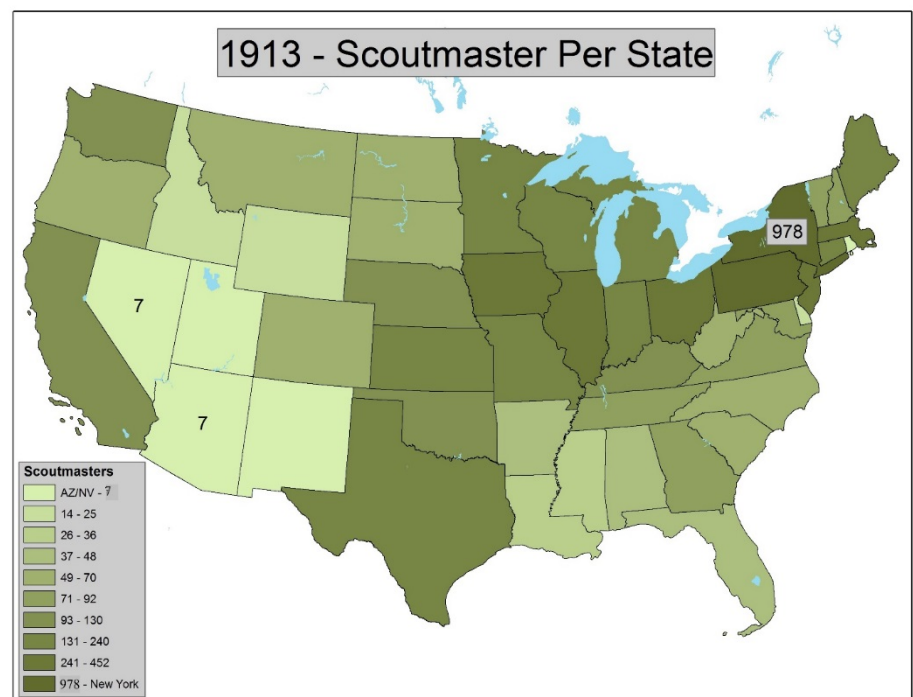 1913 - Scoutmaster Per State
978
7
7
Scoutmasters
AZ/NV - 7
14 - 25
26 - 36
37 - 48
49 - 70
71 - 92
93 - 130
131 - 240
241 - 452
978 - New York